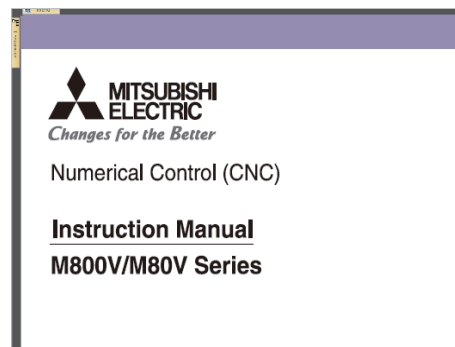 MITSUBISHI
ELECTRIC
Changes for the Better
Numerical Control (CNC)
Instruction Manual
M800V/M80V Series